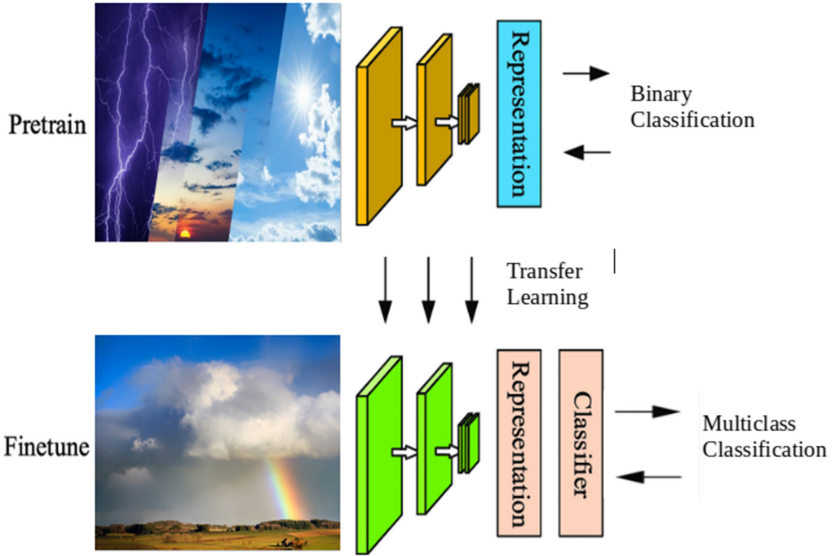 Pretrain
Representation
Binary
Classification
Transfer
Learning
Finetune
Representation
Classifier
Multiclass
Classification